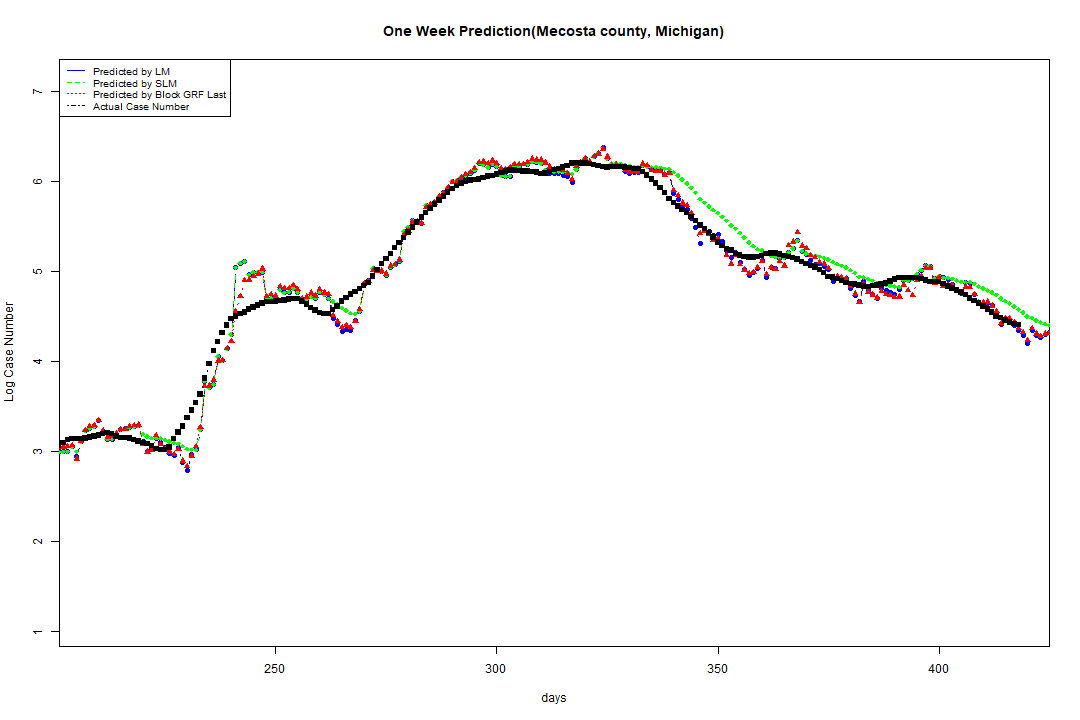 One Week Prediction(Mecosta county, Michigan)
Predicted by LM
Predicted by SLM
Predicted by Block GRF Last
Actual Case Number
Log Case Number
7
6
5
4
3
2
1
250 300 350 400
days